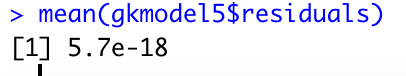 > mean(gkmodel5$residuals)
[1] 5.7e-18